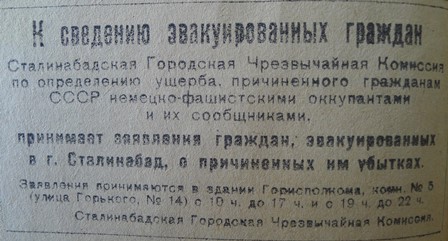 К сведению эвакуированных граждан
Сталинабадская Городская Чрезвычайная Комиссия
по определению ущерба, причиненного гражданам
СССР немецко-фашистскими оккупантами
и их сообщниками,
принимает заявления граждан, эвакуированных
в г. Сталинабад, о причиненных им убытках.
Заявления принимаются в здании Горисполкома, комн. № 5
(улица Горького, № 14) с 10 ч. до 17 ч. и с 19 ч. до 22 ч.
Сталинабадская Городская Чрезвычайная Комиссия.